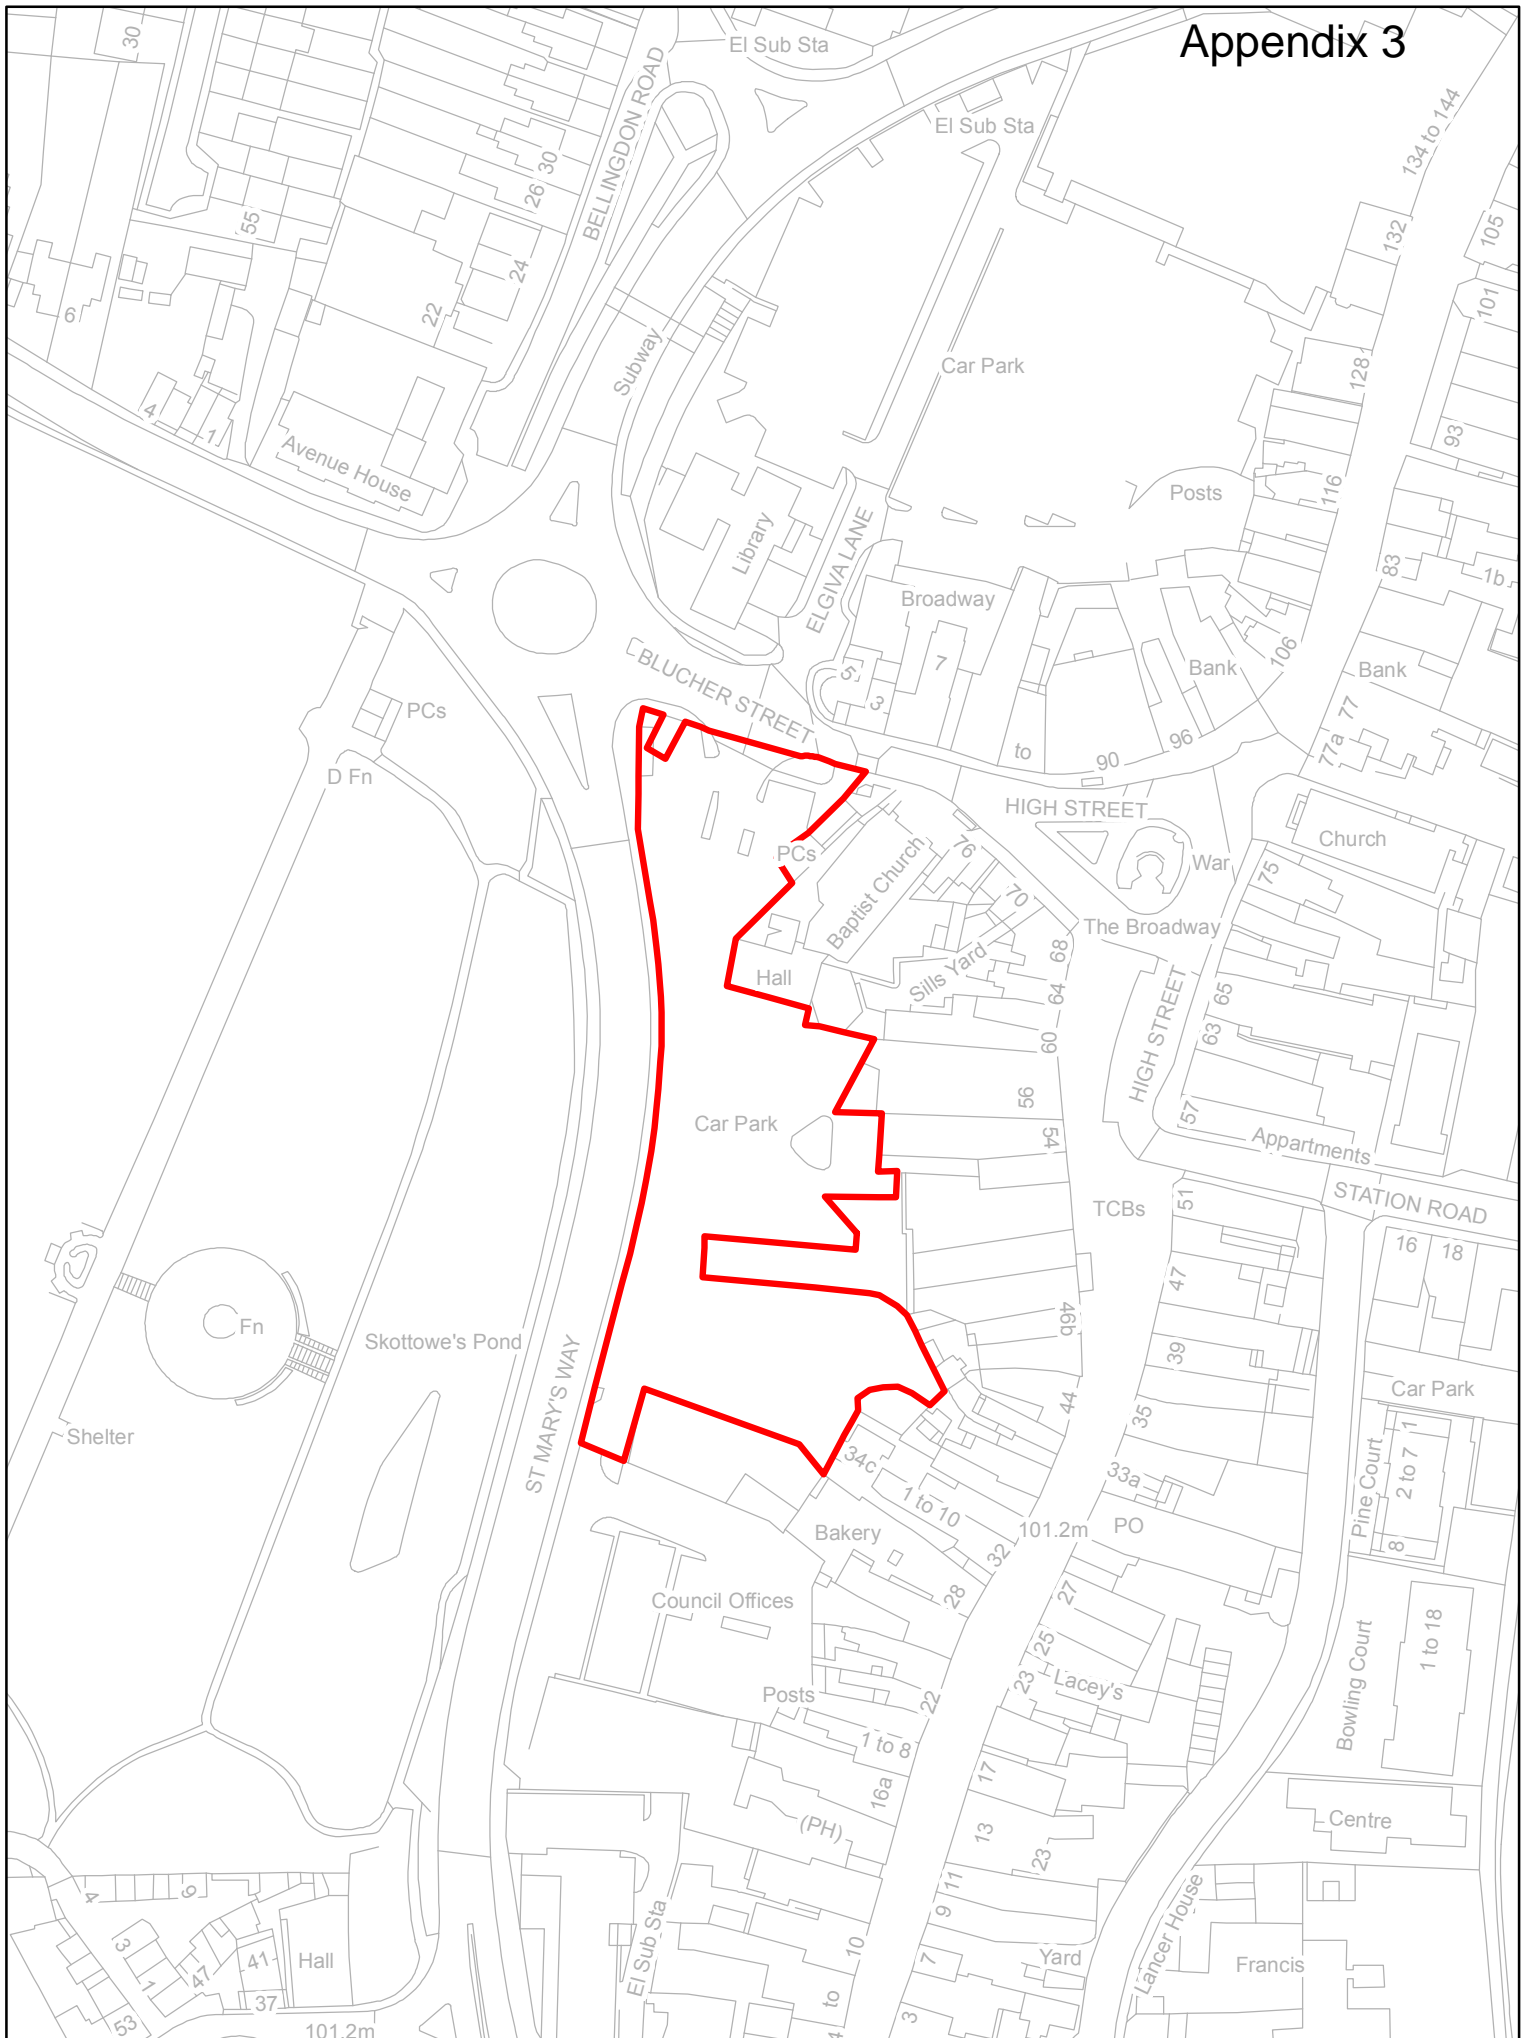 Appendix 3
30
El Sub Sta
BELLINGDON ROAD
El Sub Sta
134 to 144
30
26
55
24
22
6
132
105
101
Subway
Car Park
128
4
1
Avenue House
93
116
Posts
Library
ELGIVA LANE
83
1b
Broadway
7
5
3
BLUCHER STREET
Bank
106
Bank
PCs
77
77a
96
90
to
D Fn
HIGH STREET
Church
PCs
War
76
75
Baptist Church
70
The Broadway
68
Hall
Sills Yard
64
65
60
63
HIGH STREET
56
57
54
Car Park
Appartments
STATION ROAD
TCBs
51
16
18
47
Fn
46b
Skottowe's Pond
39
ST MARY'S WAY
44
Car Park
35
1
Shelter
34c
33a
2 to 7
Pine Court
1 to 10
Bakery
101.2m
PO
32
8
28
27
Council Offices
25
1 to 18
Bowling Court
23
Lacey's
Posts
22
1 to 8
17
16a
(PH)
13
Centre
23
11
4
9
9
El Sub Sta
Lancer House
3
10
1
47
41
Hall
7
Yard
Francis
37
to
53
101.2m
4
3